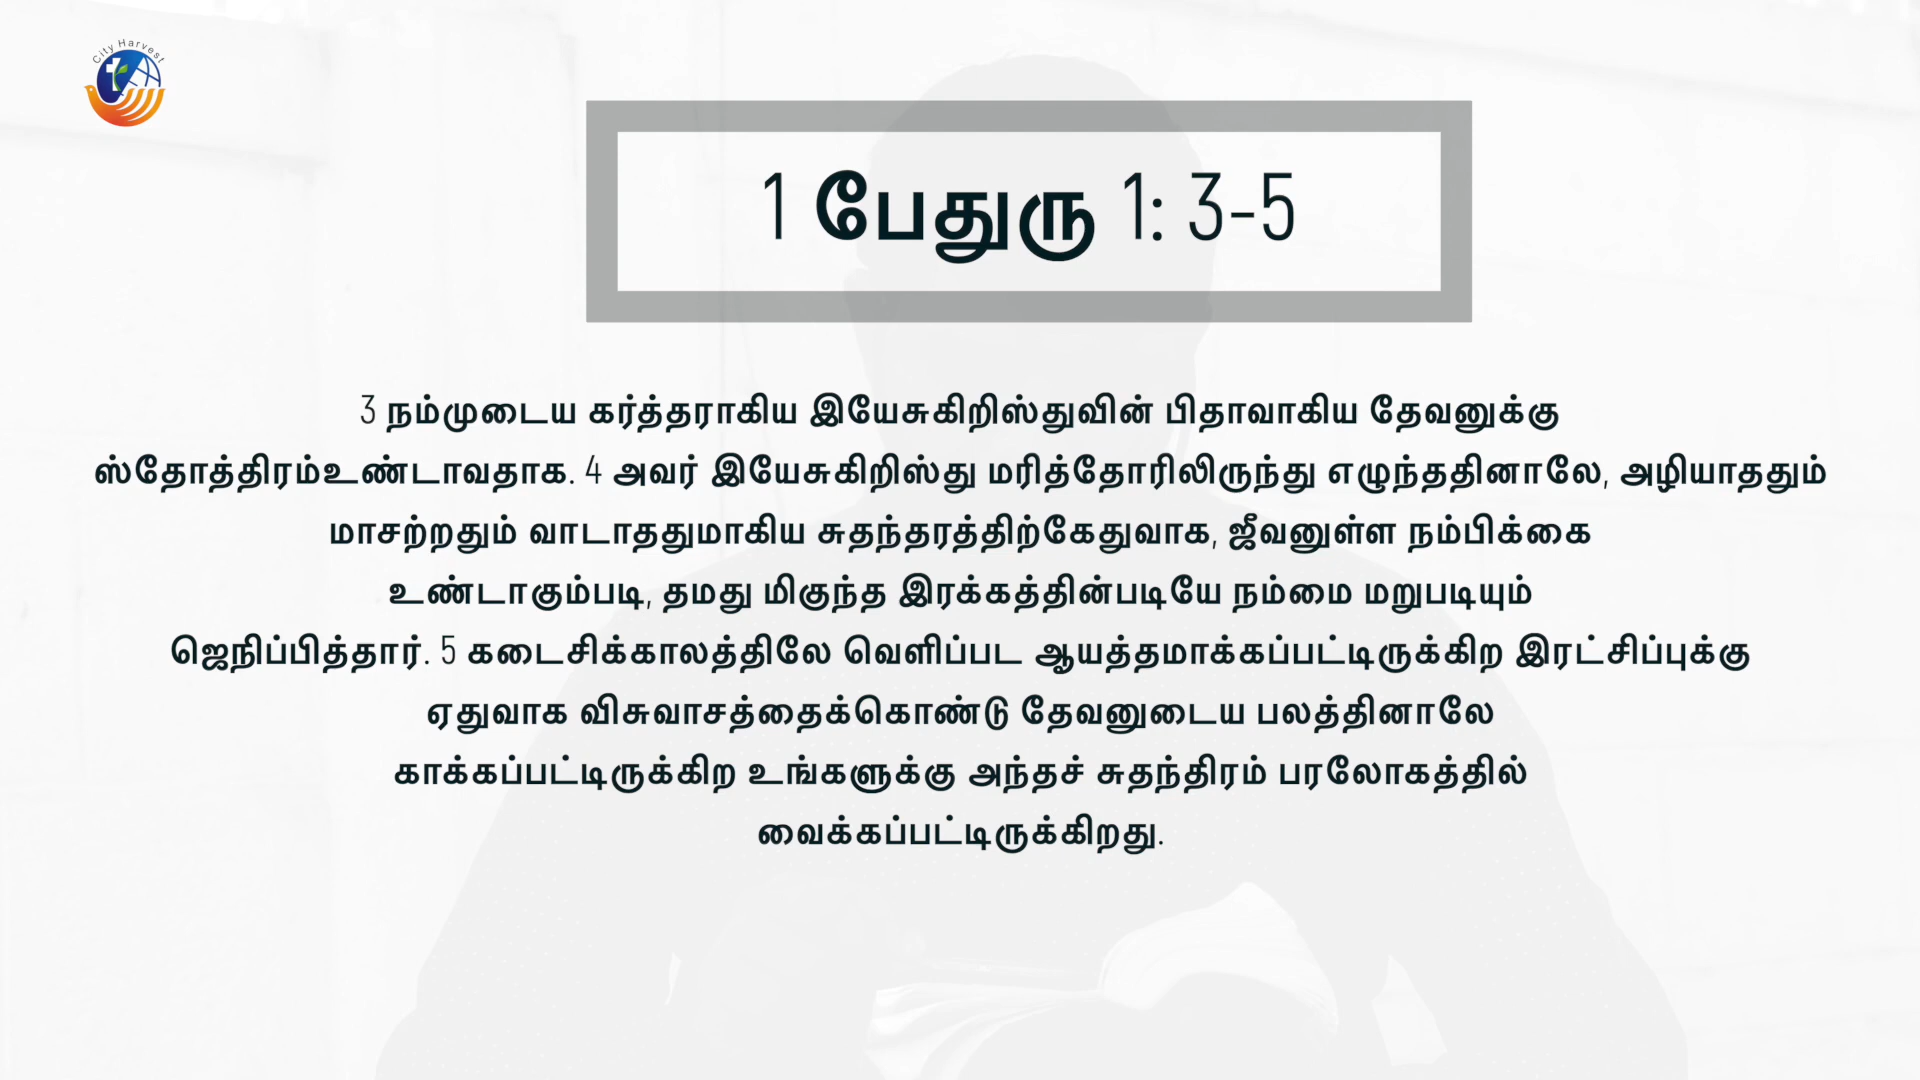 City Harvest
1 பேதுரு 1: 3-5
3 நம்முடைய கர்த்தராகிய இயேசுகிறிஸ்துவின் பிதாவாகிய தேவனுக்கு
ஸ்தோத்திரம்உண்டாவதாக. 4 அவர் இயேசுகிறிஸ்து மரித்தோரிலிருந்து எழுந்ததினாலே, அழியாததும்
மாசற்றதும் வாடாததுமாகிய சுதந்தரத்திற்கேதுவாக, ஜீவனுள்ள நம்பிக்கை
உண்டாகும்படி, தமது மிகுந்த இரக்கத்தின்படியே நம்மை மறுபடியும்
ஜெநிப்பித்தார். 5 கடைசிக்காலத்திலே வெளிப்பட ஆயத்தமாக்கப்பட்டிருக்கிற இரட்சிப்புக்கு
ஏதுவாக விசுவாசத்தைக்கொண்டு தேவனுடைய பலத்தினாலே
காக்கப்பட்டிருக்கிற உங்களுக்கு அந்தச் சுதந்திரம் பரலோகத்தில்
வைக்கப்பட்டிருக்கிறது.